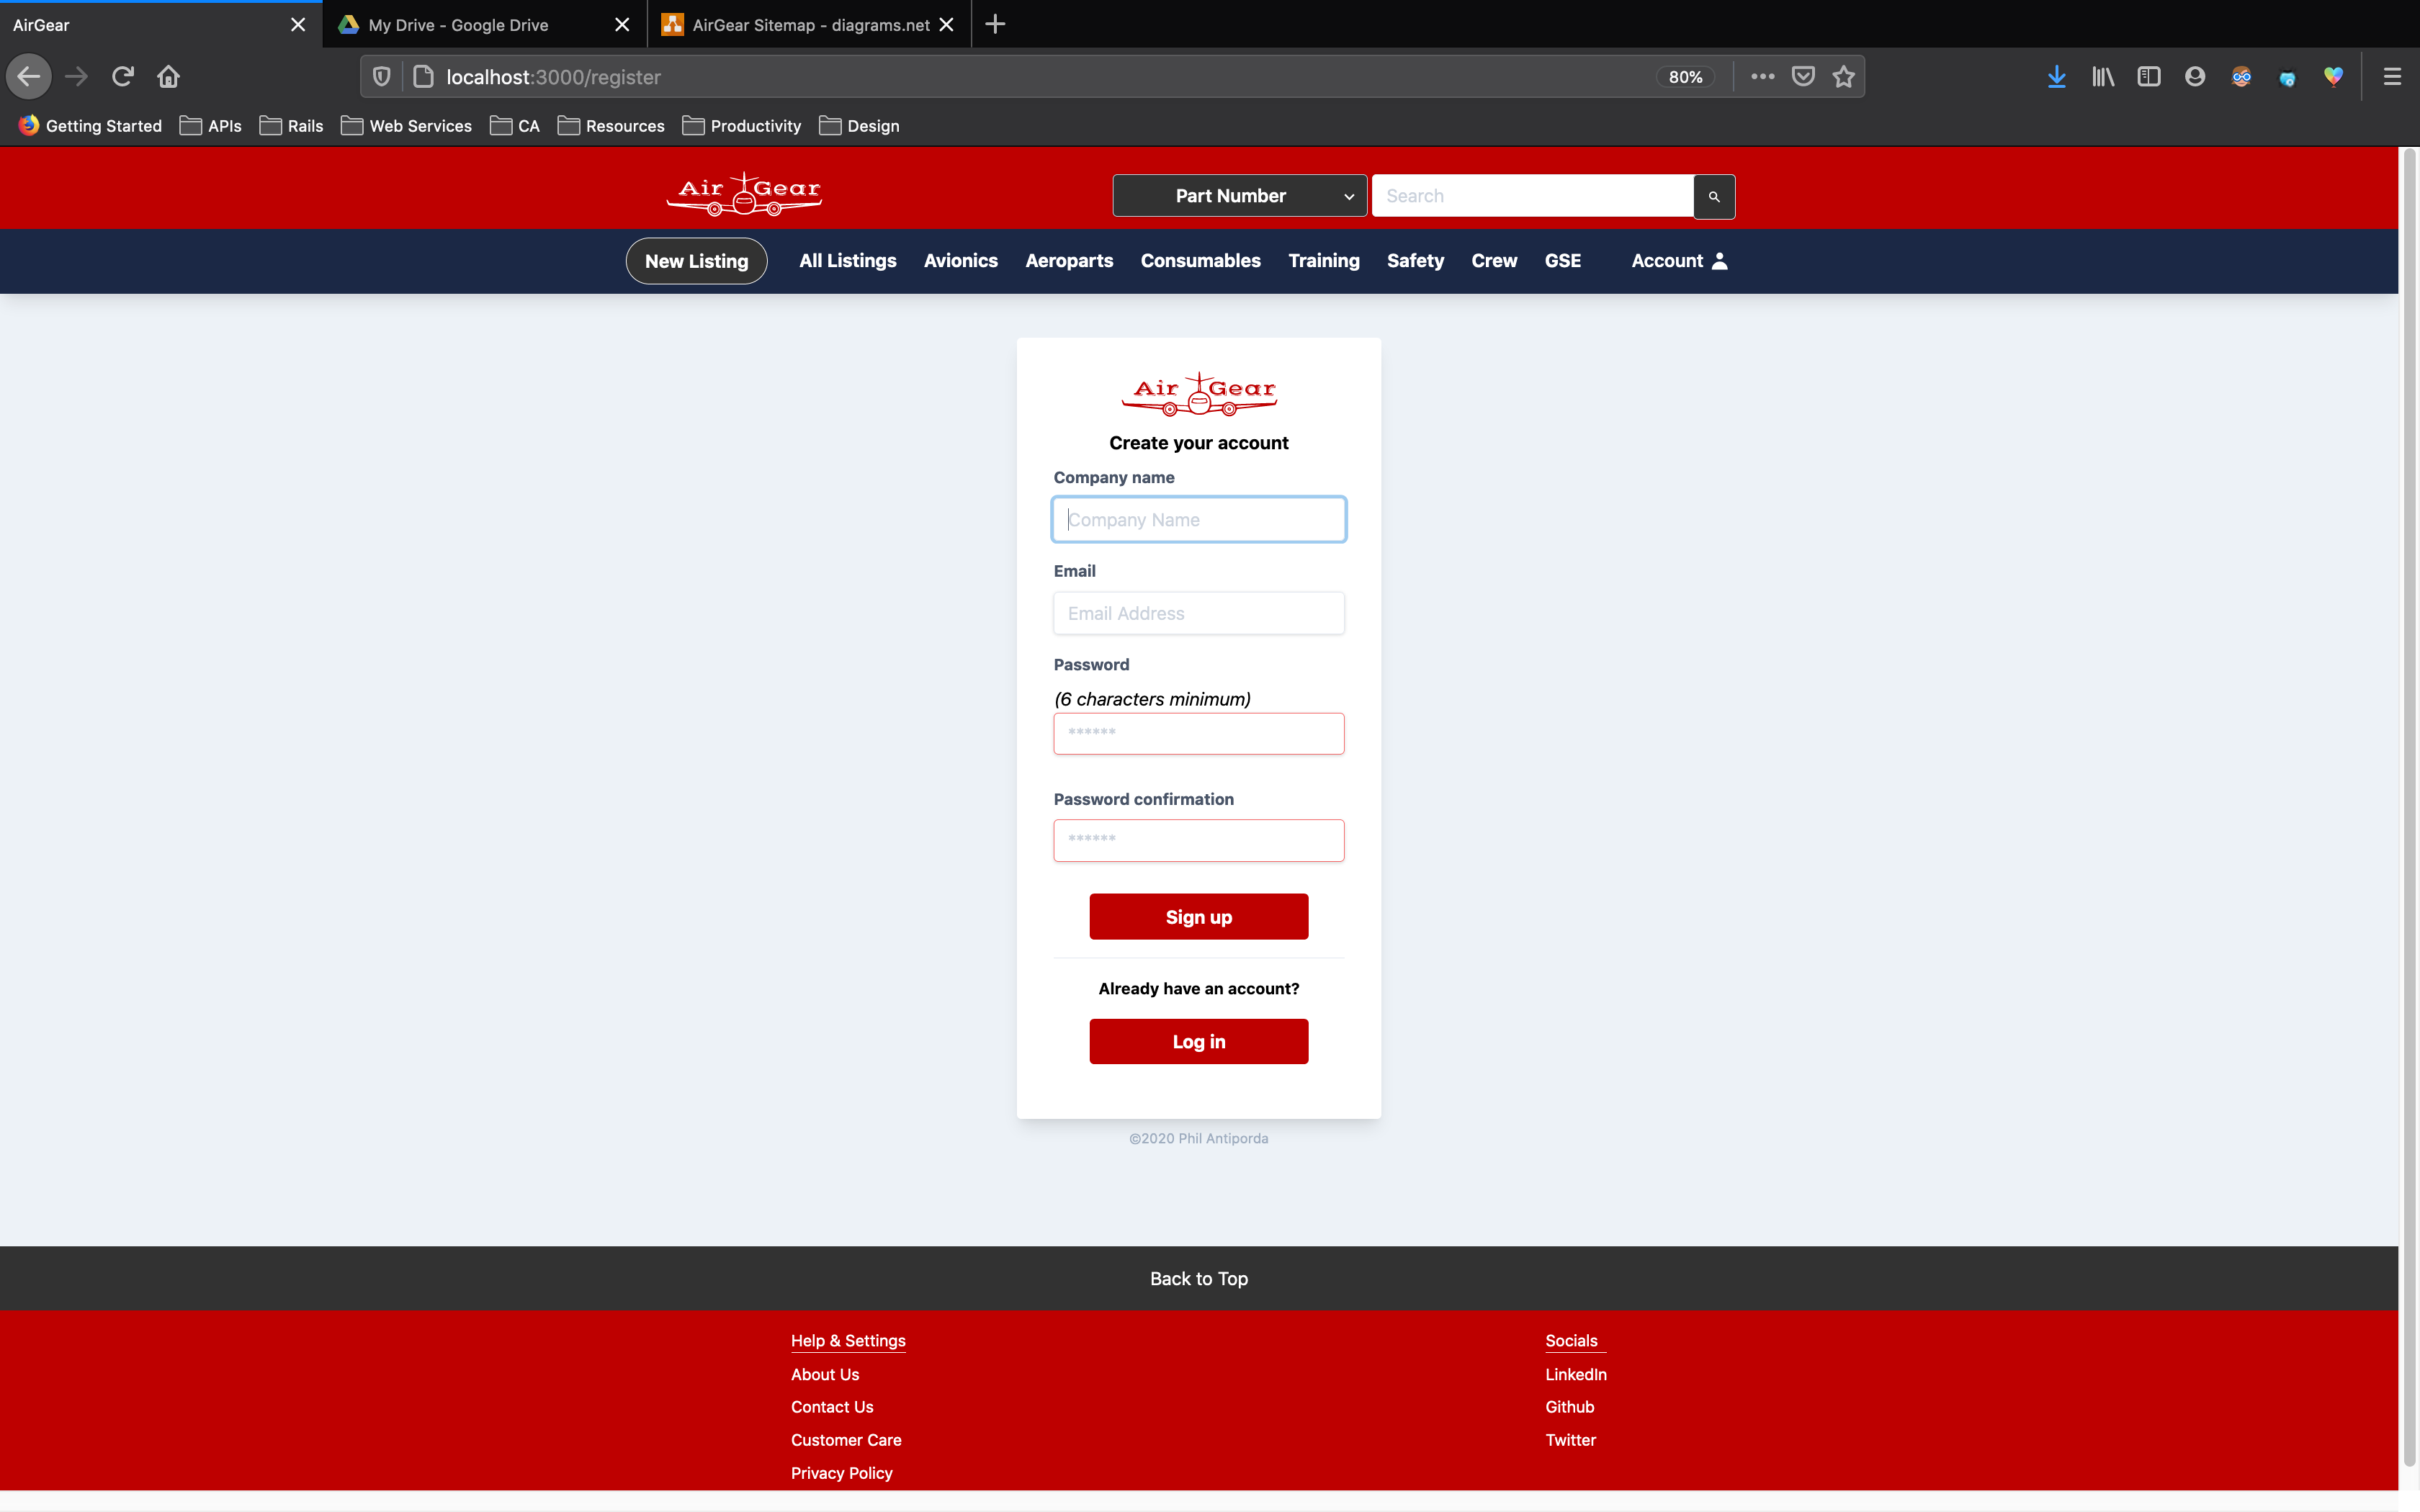 AirGear
My Drive - Google Drive
AirGear Sitemap - diagrams.net
localhost:3000/register
80%
Getting Started APIs Rails Web Services CA Resources Productivity Design
Air Gear
Part Number
Search
New Listing All Listings Avionics Aeroparts Consumables Training Safety Crew GSE Account
Air Gear
Create your account
Company name
Company Name
Email
Email Address
Password
(6 characters minimum)
******
Password confirmation
******
Sign up
Already have an account?
Log in
©2020 Phil Antiporda
Back to Top
Help & Settings
About Us
Contact Us
Customer Care
Privacy Policy
Socials
LinkedIn
Github
Twitter